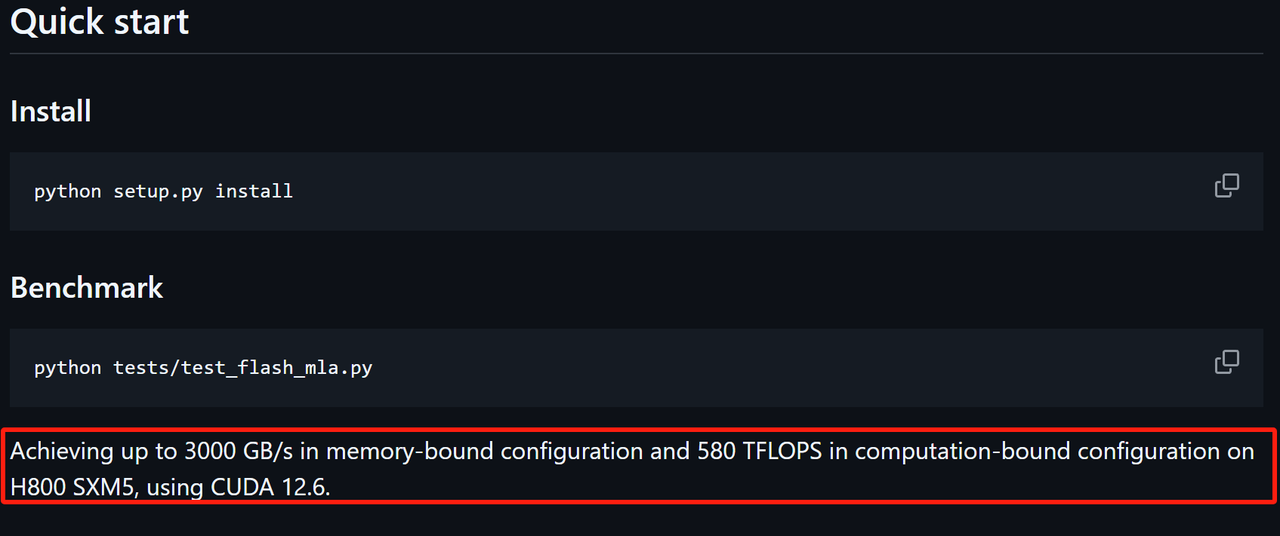 Quick start
Install
python setup.py install
Benchmark
python tests/test_flash_mla.py
Achieving up to 3000 GB/s in memory-bound configuration and 580 TFLOPS in computation-bound configuration on
H800 SXM5, using CUDA 12.6.